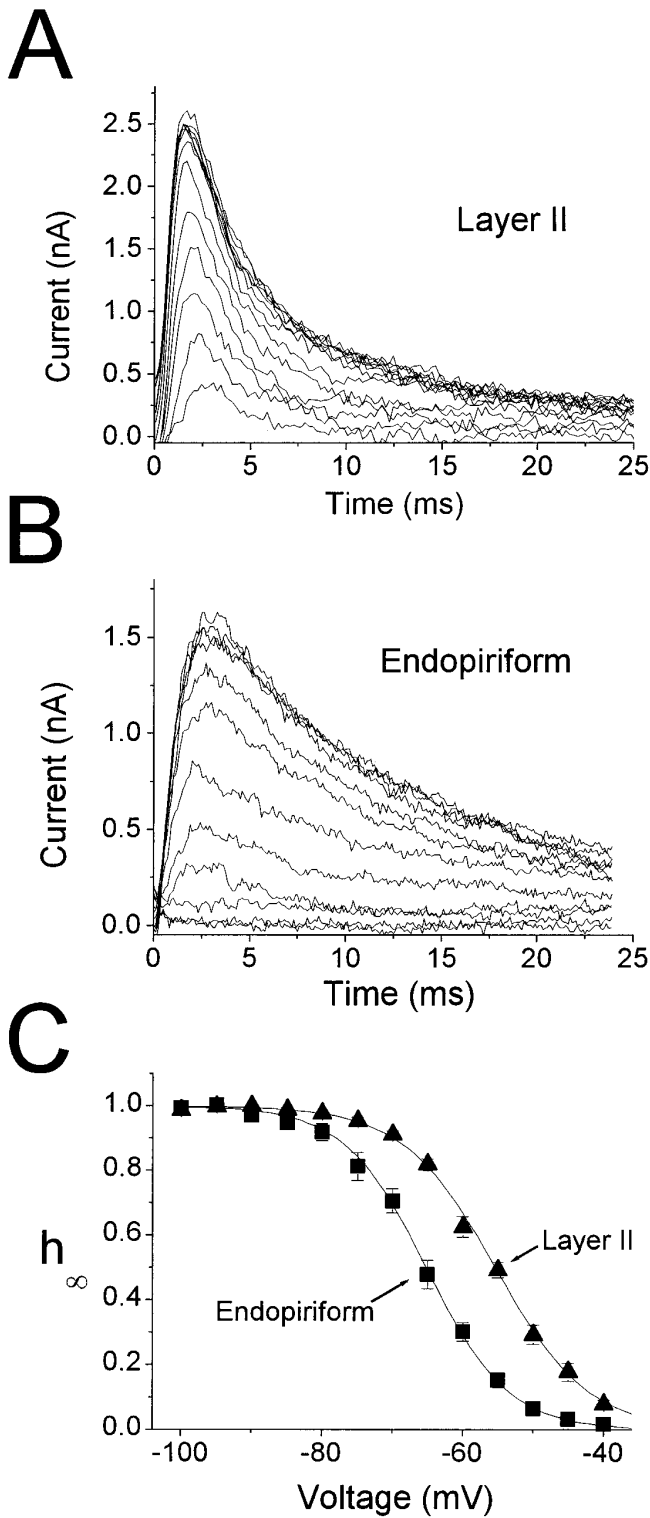 A
Current (nA)
2.5
2.0
1.5
1.0
0.5
0.0
Layer II
0 5 10 15 20 25
Time (ms)
B
Current (nA)
1.5
1.0
0.5
0.0
Endopiriform
0 5 10 15 20 25
Time (ms)
C
h∞
1.0
0.8
0.6
0.4
0.2
0.0
Layer II
Endopiriform
-100 -80 -60 -40
Voltage (mV)